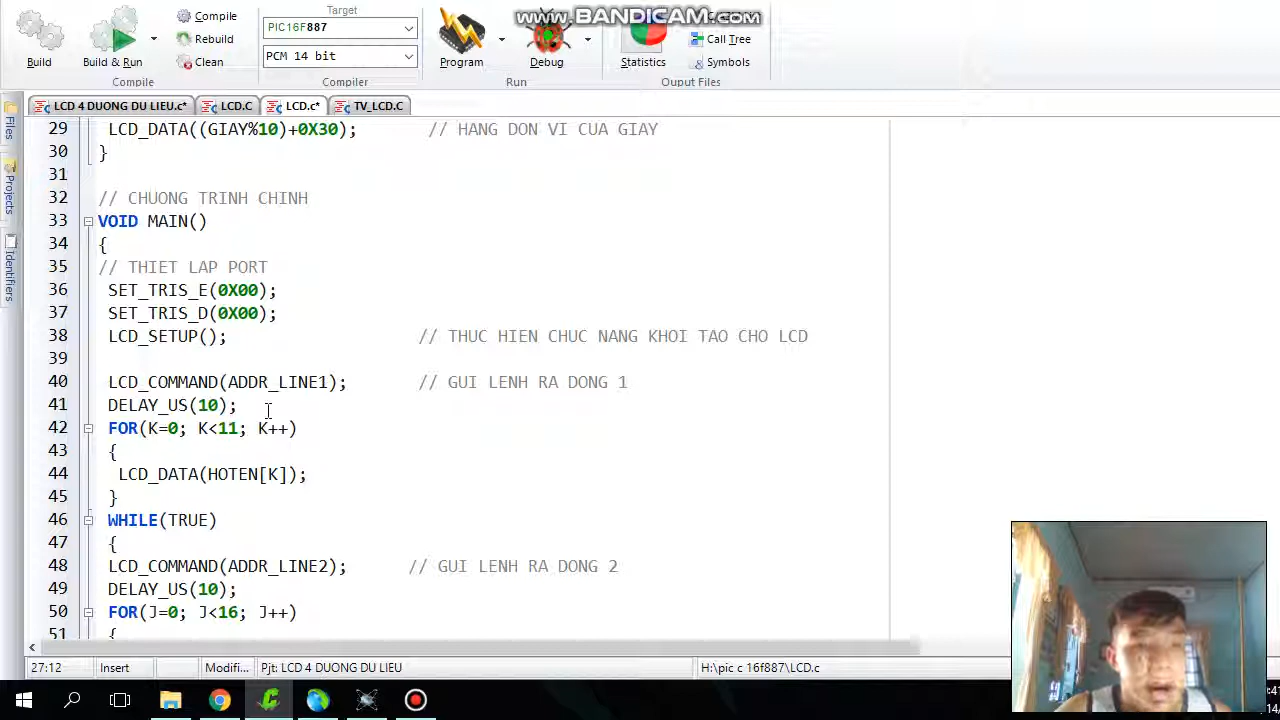 www.BANDICAM.com
Target
Compile
PIC16F887
Rebuild
Call Tree
PCM 14 bit
Clean
Build
Build & Run
Program
Debug
Statistics
Symbols
Compile
Compiler
Run
Ouput Files
LCD 4 DUONG DU LIEU.c*
LCD.C
LCD.c*
TV_LCD.C
Files
Projects
Identifiers
29 LCD_DATA((GIAY%10)+0X30); // HANG DON VI CUA GIAY
30 }
31
32 // CHUONG TRINH CHINH
33 VOID MAIN()
34 {
35 // THIET LAP PORT
36 SET_TRIS_E(0X00);
37 SET_TRIS_D(0X00);
38 LCD_SETUP(); // THUC HIEN CHUC NANG KHOI TAO CHO LCD
39
40 LCD_COMMAND(ADDR_LINE1); // GUI LENH RA DONG 1
41 DELAY_US(10);
42 FOR(K=0; K<11; K++)
43 {
44 LCD_DATA(HOTEN[K]);
45 }
46 WHILE(TRUE)
47 {
48 LCD_COMMAND(ADDR_LINE2); // GUI LENH RA DONG 2
49 DELAY_US(10);
50 FOR(J=0; J<16; J++)
51 {
27:12 Insert Modifi... Pjt: LCD 4 DUONG DU LIEU H:\pic c 16f887\LCD.c